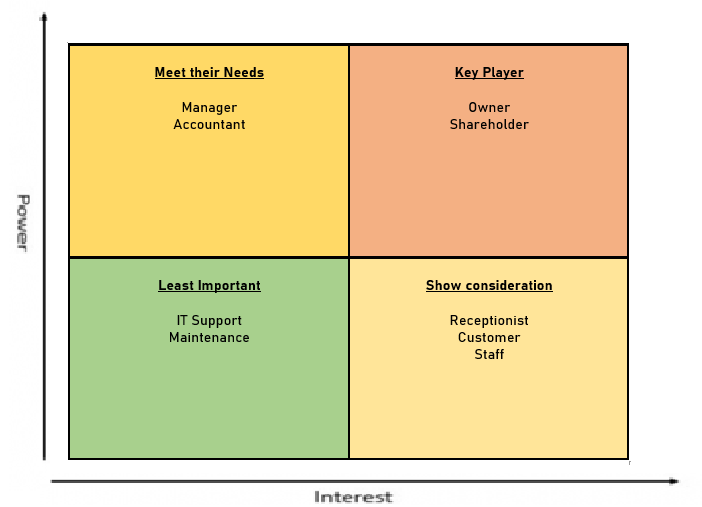 Meet their Needs
Manager
Accountant
Key Player
Owner
Shareholder
Power
Least Important
IT Support
Maintenance
Show consideration
Receptionist
Customer
Staff
Interest